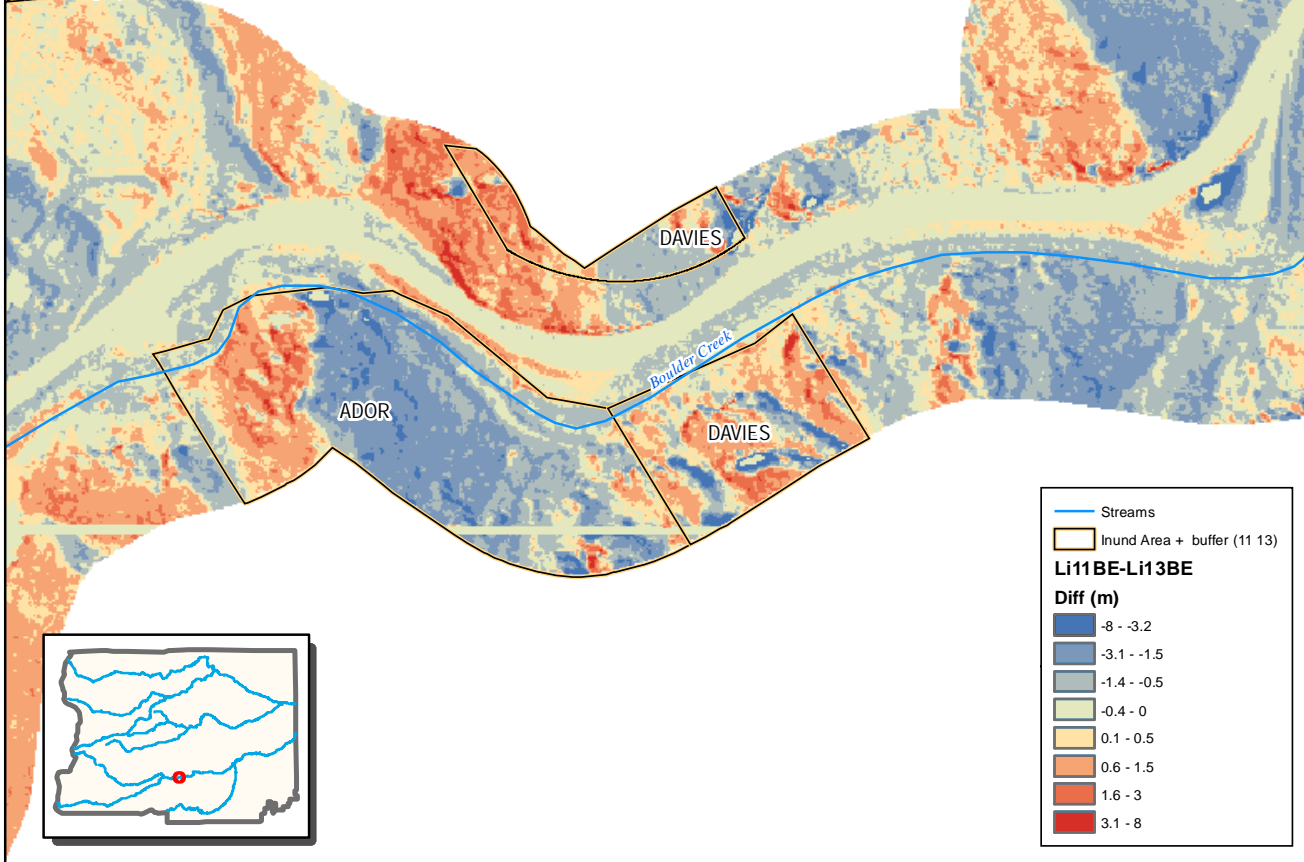 DAVIES
Boulder Creek
ADOR
DAVIES
Streams
Inund Area + buffer (11 13)
Li11BE-Li13BE
Diff (m)
-8 - -3.2
-3.1 - -1.5
-1.4 - -0.5
-0.4 - 0
0.1 - 0.5
0.6 - 1.5
1.6 - 3
3.1 - 8